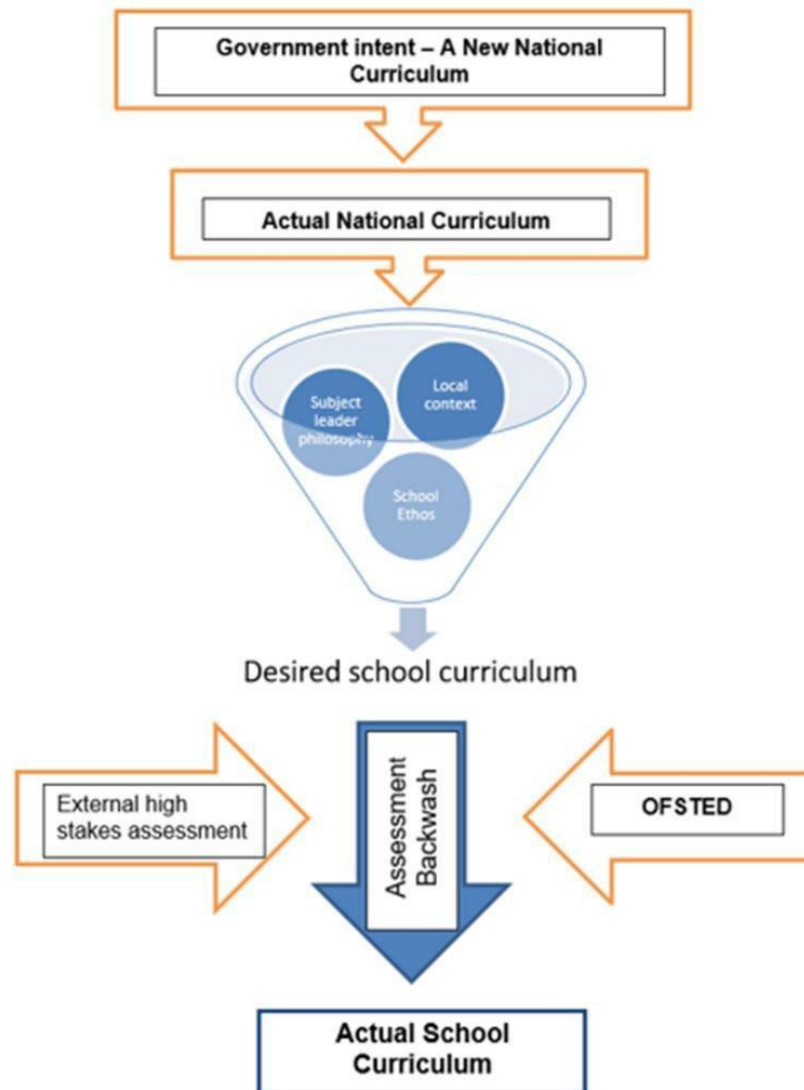 Government intent – A New National
Curriculum
Actual National Curriculum
Local
context
Subject
leader
philosophy
School
Ethos
Desired school curriculum
External high
stakes assessment
Assessment
Backwash
OFSTED
Actual School
Curriculum